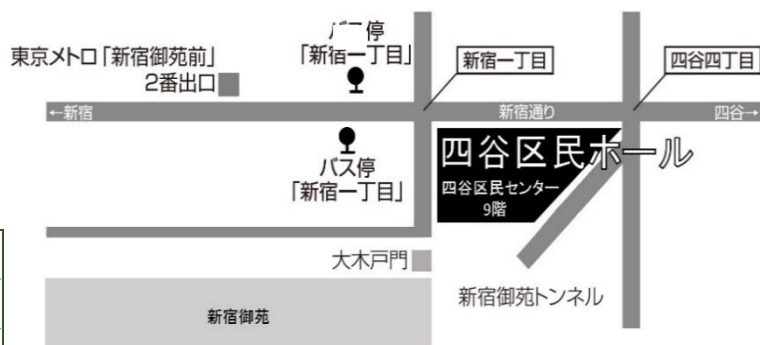 バス停
「新宿一丁目」
東京メトロ「新宿御苑前」
2番出口
新宿一丁目
四谷四丁目
←新宿
新宿通り
四谷→
バス停
「新宿一丁目」
四谷区民ホール
四谷区民センター
9階
大木戸門
新宿御苑トンネル
新宿御苑